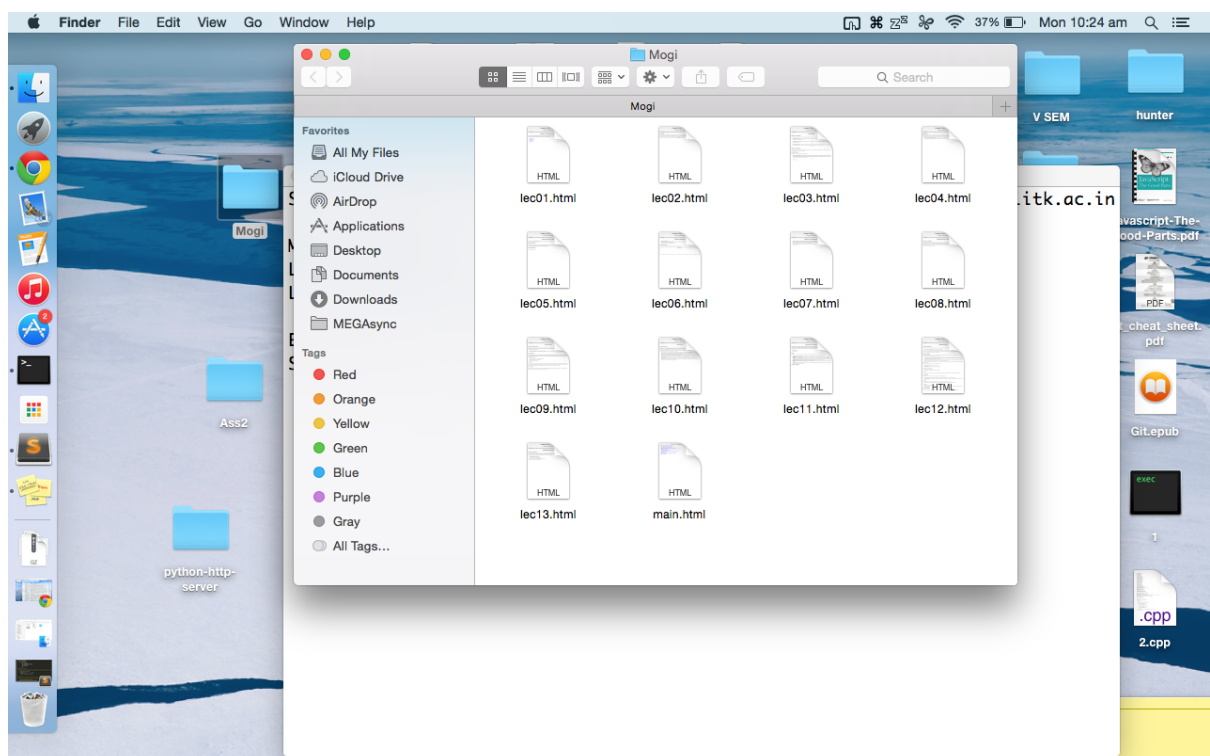 Finder File Edit View Go Window Help 37% Mon 10:24 am
Mogi
Search
Mogi
Favorites
All My Files
iCloud Drive
AirDrop
Applications
Desktop
Documents
Downloads
MEGAsync
Tags
Red
Orange
Yellow
Green
Blue
Purple
Gray
All Tags...
HTML HTML HTML HTML
lec01.html lec02.html lec03.html lec04.html
HTML HTML HTML HTML
lec05.html lec06.html lec07.html lec08.html
HTML HTML HTML HTML
lec09.html lec10.html lec11.html lec12.html
HTML HTML
lec13.html main.html
2
Mogi
Ass2
python-http-
server
itk.ac.in
V SEM
hunter
JavaScript
vascript-The-
ood-Parts.pdf
PDF
cheat_sheet.
pdf
Git.epub
exec
1
.cpp
2.cpp